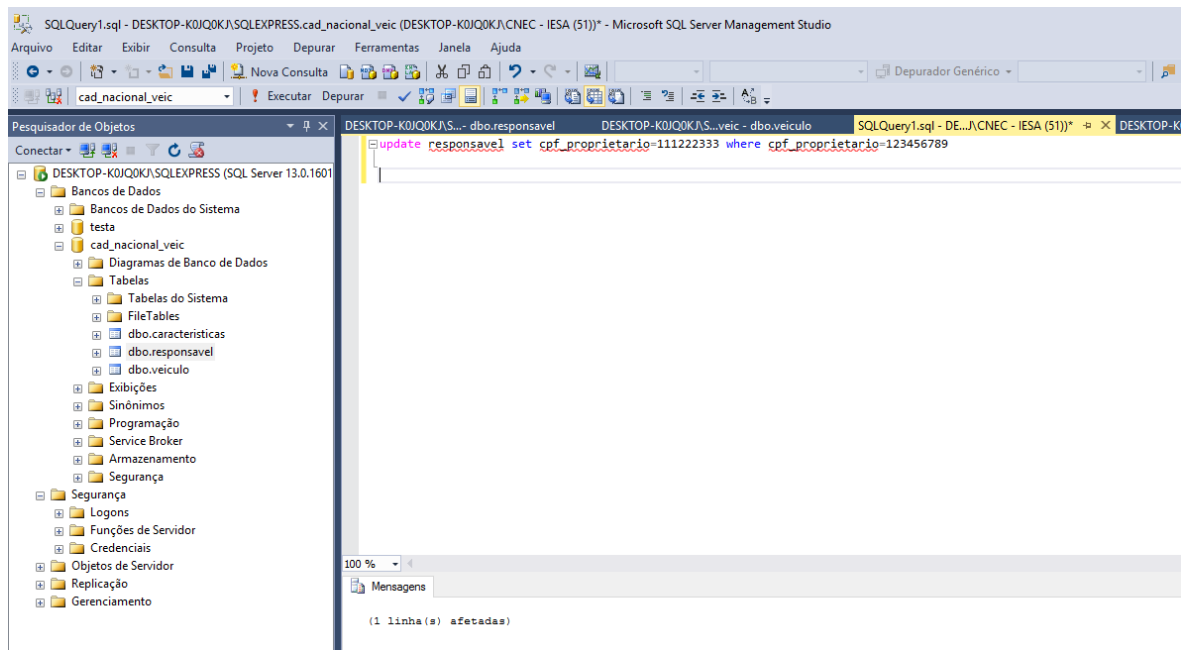 SQLQuery1.sql - DESKTOP-K0JQ0KJ\SQLEXPRESS.cad_nacional_veic (DESKTOP-K0JQ0KJ\CNEC - IESA (51))* - Microsoft SQL Server Management Studio
Arquivo Editar Exibir Consulta Projeto Depurar Ferramentas Janela Ajuda
Nova Consulta Depurador Genérico
cad_nacional_veic Executar Depurar
Pesquisador de Objetos
Conectar
DESKTOP-K0JQ0KJ\SQLEXPRESS (SQL Server 13.0.1601
Bancos de Dados
Bancos de Dados do Sistema
testa
cad_nacional_veic
Diagramas de Banco de Dados
Tabelas
Tabelas do Sistema
FileTables
dbo.caracteristicas
dbo.responsavel
dbo.veiculo
Exibições
Sinônimos
Programação
Service Broker
Armazenamento
Segurança
Segurança
Logons
Funções de Servidor
Credenciais
Objetos de Servidor
Replicação
Gerenciamento
DESKTOP-K0JQ0KJ\S...- dbo.responsavel DESKTOP-K0JQ0KJ\S...veic - dbo.veiculo SQLQuery1.sql - DE...J\CNEC - IESA (51))* DESKTOP-K
update responsavel set cpf_proprietario=111222333 where cpf_proprietario=123456789
100 %
Mensagens
(1 linha(s) afetadas)